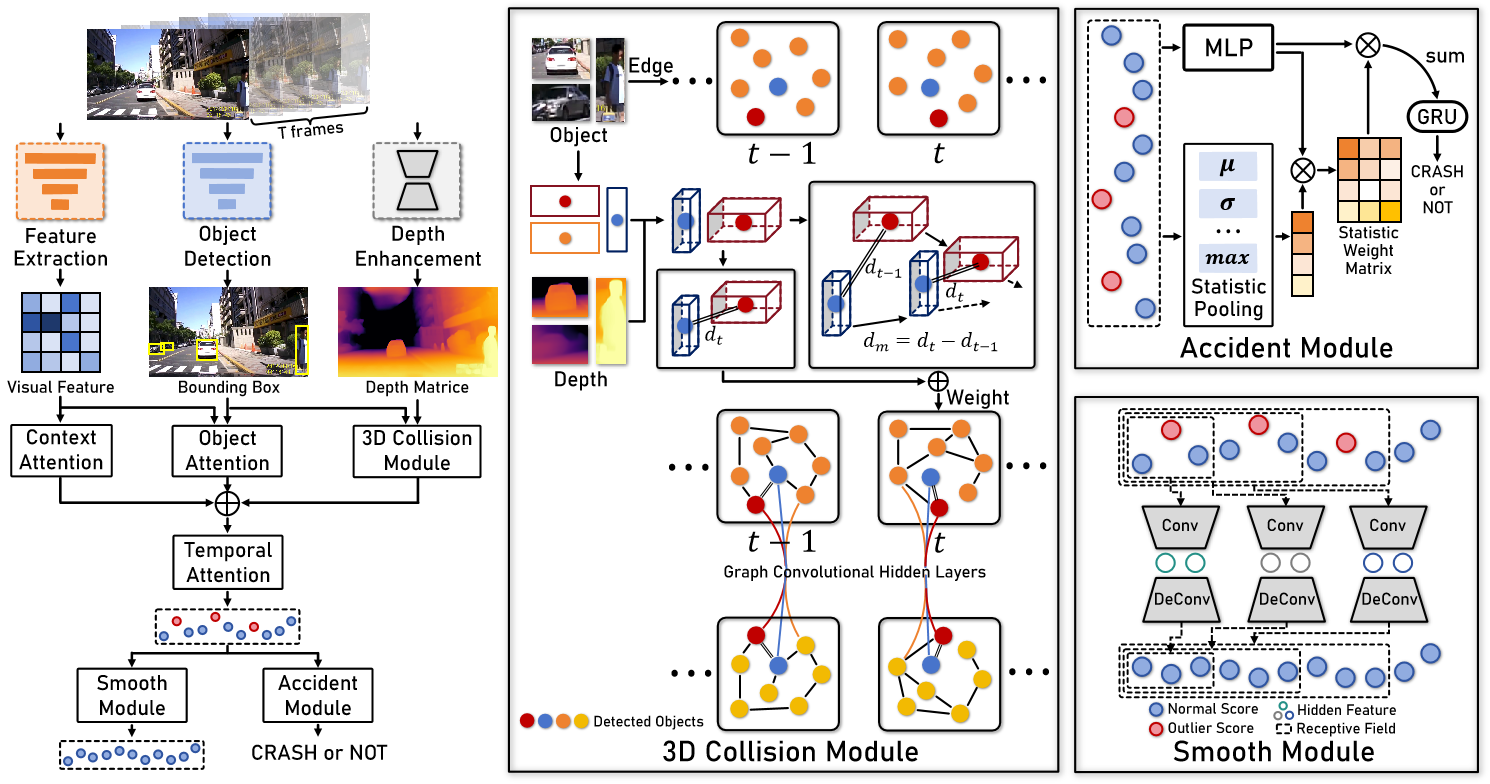 T frames
Feature
Extraction
Object
Detection
Depth
Enhancement
Visual Feature
Bounding Box
Depth Matrice
Context
Attention
Object
Attention
3D Collision
Module
Temporal
Attention
Smooth
Module
Accident
Module
CRASH or NOT
Edge
Object
t − 1
t
Depth
d_t
d_{t−1}
d_t
d_m = d_t − d_{t−1}
Weight
t − 1
t
Graph Convolutional Hidden Layers
Detected Objects
3D Collision Module
MLP
sum
GRU
CRASH
or
NOT
μ
σ
...
max
Statistic
Pooling
Statistic
Weight
Matrix
Accident Module
Conv
Conv
Conv
DeConv
DeConv
DeConv
Normal Score
Hidden Feature
Outlier Score
Receptive Field
Smooth Module